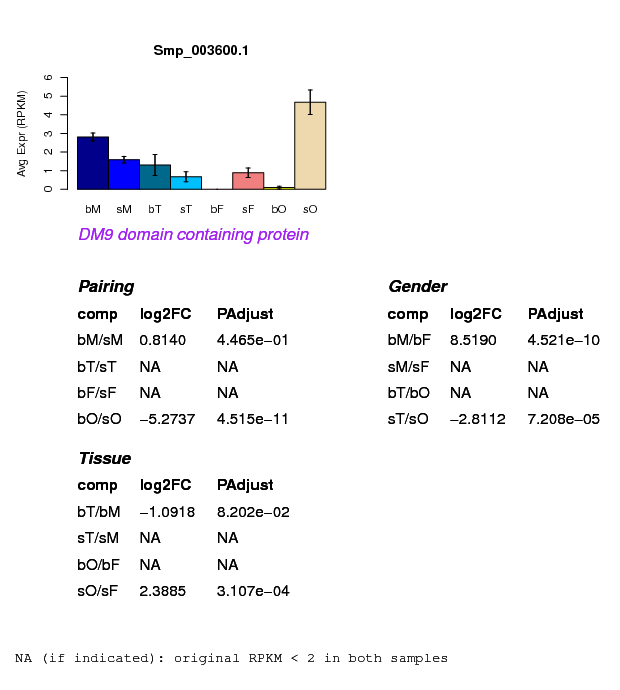 Smp_003600.1
Avg Expr (RPKM)
0 1 2 3 4 5 6
bM sM bT sT bF sF bO sO
DM9 domain containing protein
Pairing
comp log2FC PAdjust
bM/sM 0.8140 4.465e−01
bT/sT NA NA
bF/sF NA NA
bO/sO −5.2737 4.515e−11
Gender
comp log2FC PAdjust
bM/bF 8.5190 4.521e−10
sM/sF NA NA
bT/bO NA NA
sT/sO −2.8112 7.208e−05
Tissue
comp log2FC PAdjust
bT/bM −1.0918 8.202e−02
sT/sM NA NA
bO/bF NA NA
sO/sF 2.3885 3.107e−04
NA (if indicated): original RPKM < 2 in both samples